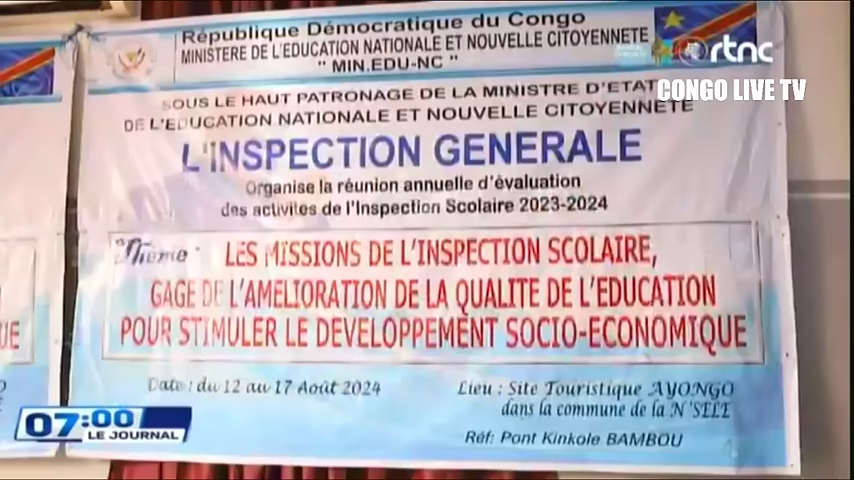 République Démocratique du Congo
MINISTERE DE L'EDUCATION NATIONALE ET NOUVELLE CITOYENNETE
" MIN.EDU-NC "
rtnc
CONGO LIVE TV
SOUS LE HAUT PATRONAGE DE LA MINISTRE D'ETAT
DE L'EDUCATION NATIONALE ET NOUVELLE CITOYENNETE
L'INSPECTION GENERALE
Organise la réunion annuelle d'évaluation
des activites de l'Inspection Scolaire 2023-2024
Thème : LES MISSIONS DE L'INSPECTION SCOLAIRE,
GAGE DE L'AMELIORATION DE LA QUALITE DE L'EDUCATION
POUR STIMULER LE DEVELOPPEMENT SOCIO-ECONOMIQUE
UE
Date : du 12 au 17 Août 2024
Lieu : Site Touristique AYONGO
dans la commune de la N'SELE
Réf: Pont Kinkole BAMBOU
07:00
LE JOURNAL